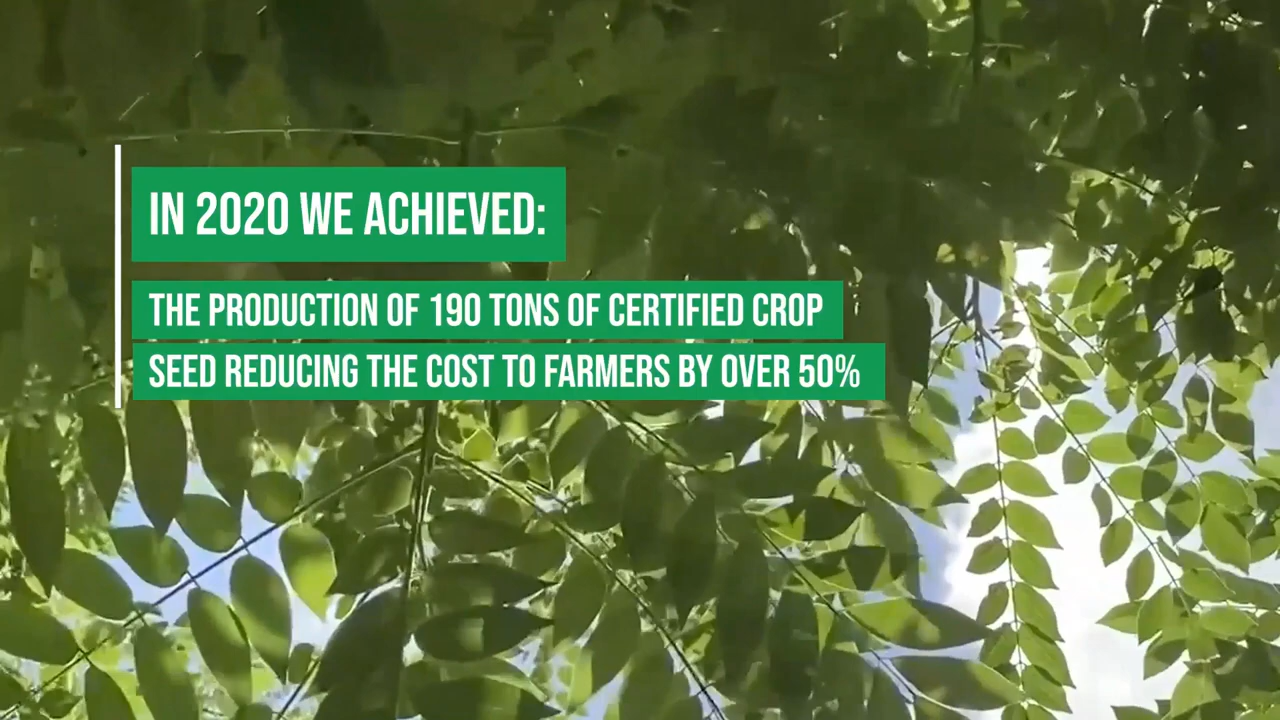 IN 2020 WE ACHIEVED:
THE PRODUCTION OF 190 TONS OF CERTIFIED CROP
SEED REDUCING THE COST TO FARMERS BY OVER 50%